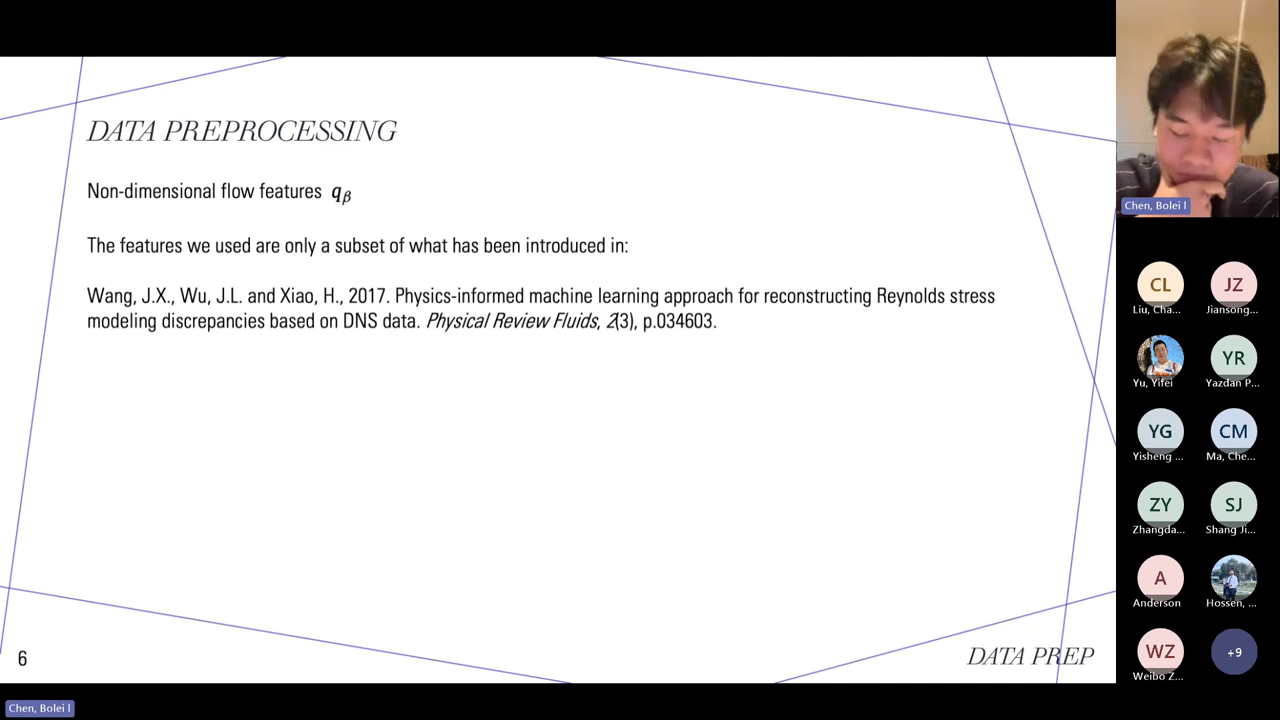 DATA PREPROCESSING
Non-dimensional flow features qβ
The features we used are only a subset of what has been introduced in:
Wang, J.X., Wu, J.L. and Xiao, H., 2017. Physics-informed machine learning approach for reconstructing Reynolds stress
modeling discrepancies based on DNS data. Physical Review Fluids, 2(3), p.034603.
6
DATA PREP
Chen, Bolei l
Chen, Bolei l
CL
JZ
Liu, Cha...
Jiansong...
YR
Yu, Yifei
Yazdan P...
YG
CM
Yisheng ...
Ma, Che...
ZY
SJ
Zhangda...
Shang Ji...
A
Anderson
Hossen, ...
WZ
+9
Weibo Z...